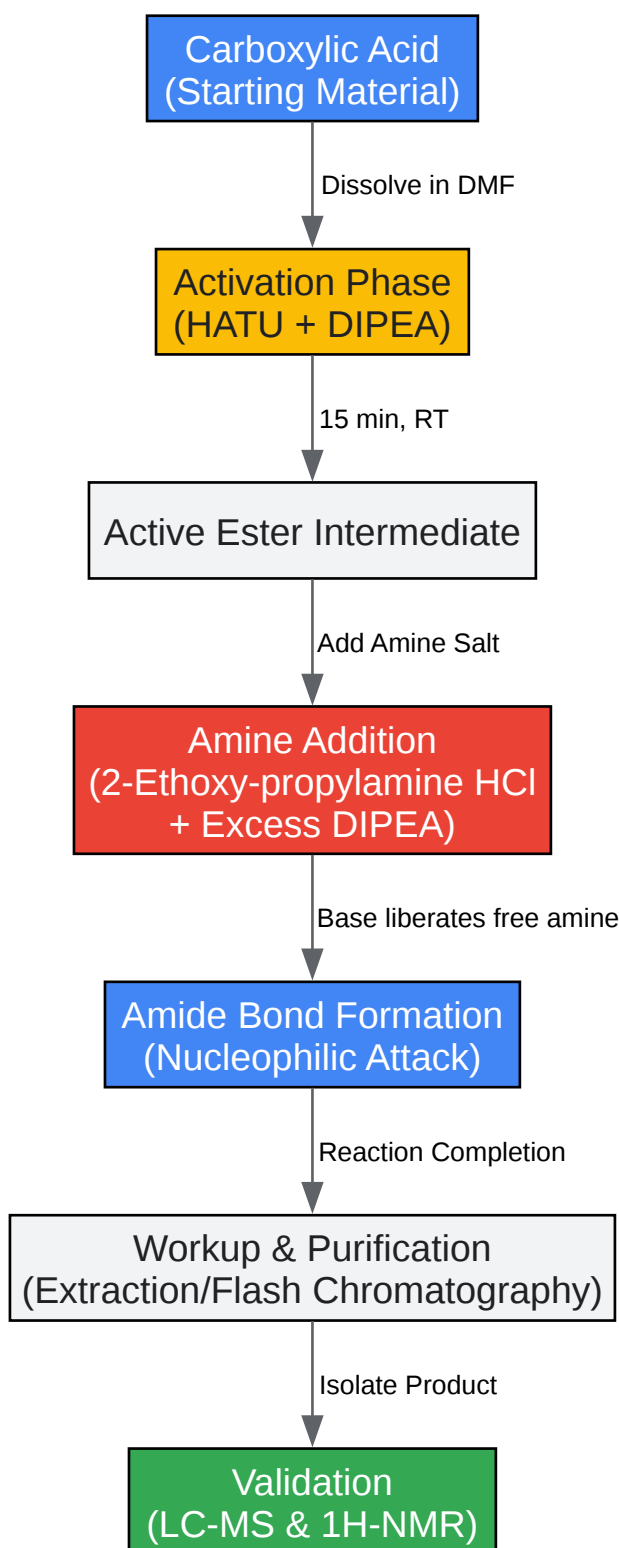 Carboxylic Acid
(Starting Material)
Dissolve in DMF
Activation Phase
(HATU + DIPEA)
15 min, RT
Active Ester Intermediate
Add Amine Salt
Amine Addition
(2-Ethoxy-propylamine HCl
+ Excess DIPEA)
Base liberates free amine
Amide Bond Formation
(Nucleophilic Attack)
Reaction Completion
Workup & Purification
(Extraction/Flash Chromatography)
Isolate Product
Validation
(LC-MS & 1H-NMR)